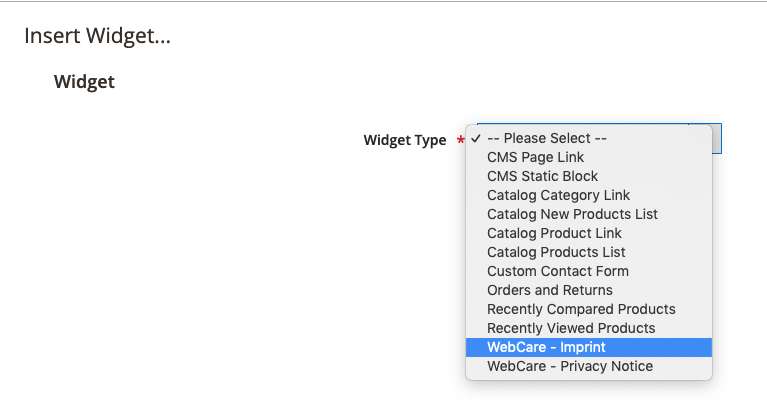 Insert Widget...
Widget
Widget Type *
✓ -- Please Select --
CMS Page Link
CMS Static Block
Catalog Category Link
Catalog New Products List
Catalog Product Link
Catalog Products List
Custom Contact Form
Orders and Returns
Recently Compared Products
Recently Viewed Products
WebCare - Imprint
WebCare - Privacy Notice